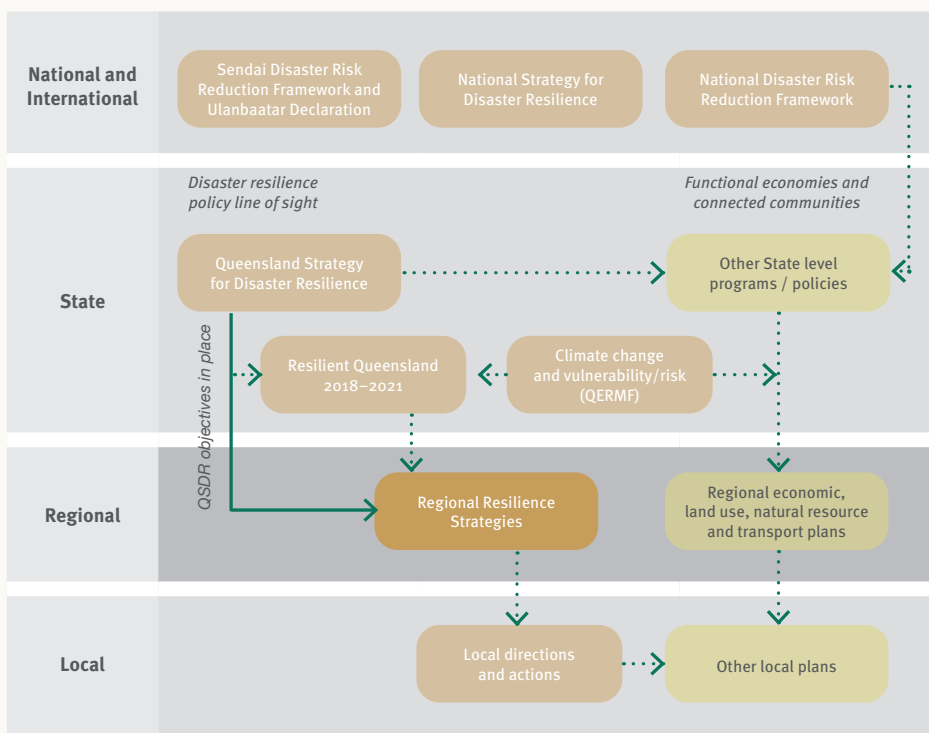 National and
International
Sendai Disaster Risk
Reduction Framework and
Ulanbaatar Declaration
National Strategy for
Disaster Resilience
National Disaster Risk
Reduction Framework
State
Disaster resilience
policy line of sight
Functional economies and
connected communities
Queensland Strategy
for Disaster Resilience
Other State level
programs / policies
QSDR objectives in place
Resilient Queensland
2018–2021
Climate change
and vulnerability/risk
(QERMF)
Regional
Regional Resilience
Strategies
Regional economic,
land use, natural resource
and transport plans
Local
Local directions
and actions
Other local plans